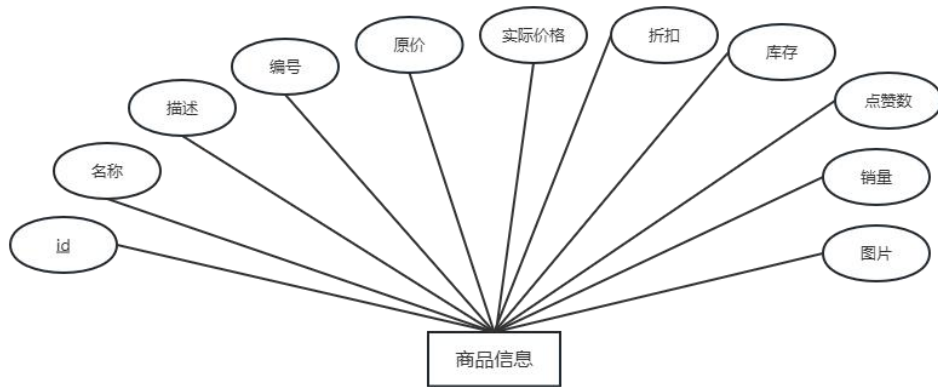 id
名称
描述
编号
原价
实际价格
折扣
库存
点赞数
销量
图片
商品信息